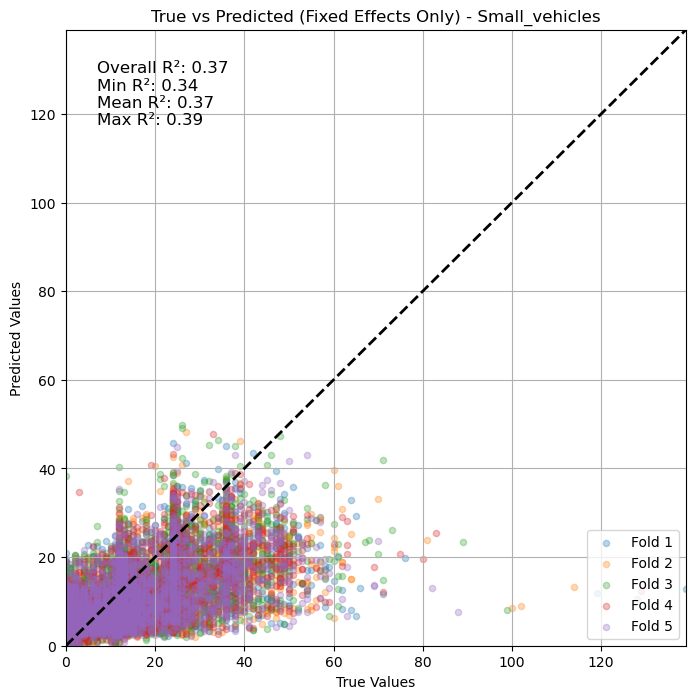 True vs Predicted (Fixed Effects Only) - Small_vehicles
Overall R²: 0.37
Min R²: 0.34
Mean R²: 0.37
Max R²: 0.39
120
100
80
60
40
20
0
Predicted Values
Fold 1
Fold 2
Fold 3
Fold 4
Fold 5
0 20 40 60 80 100 120
True Values